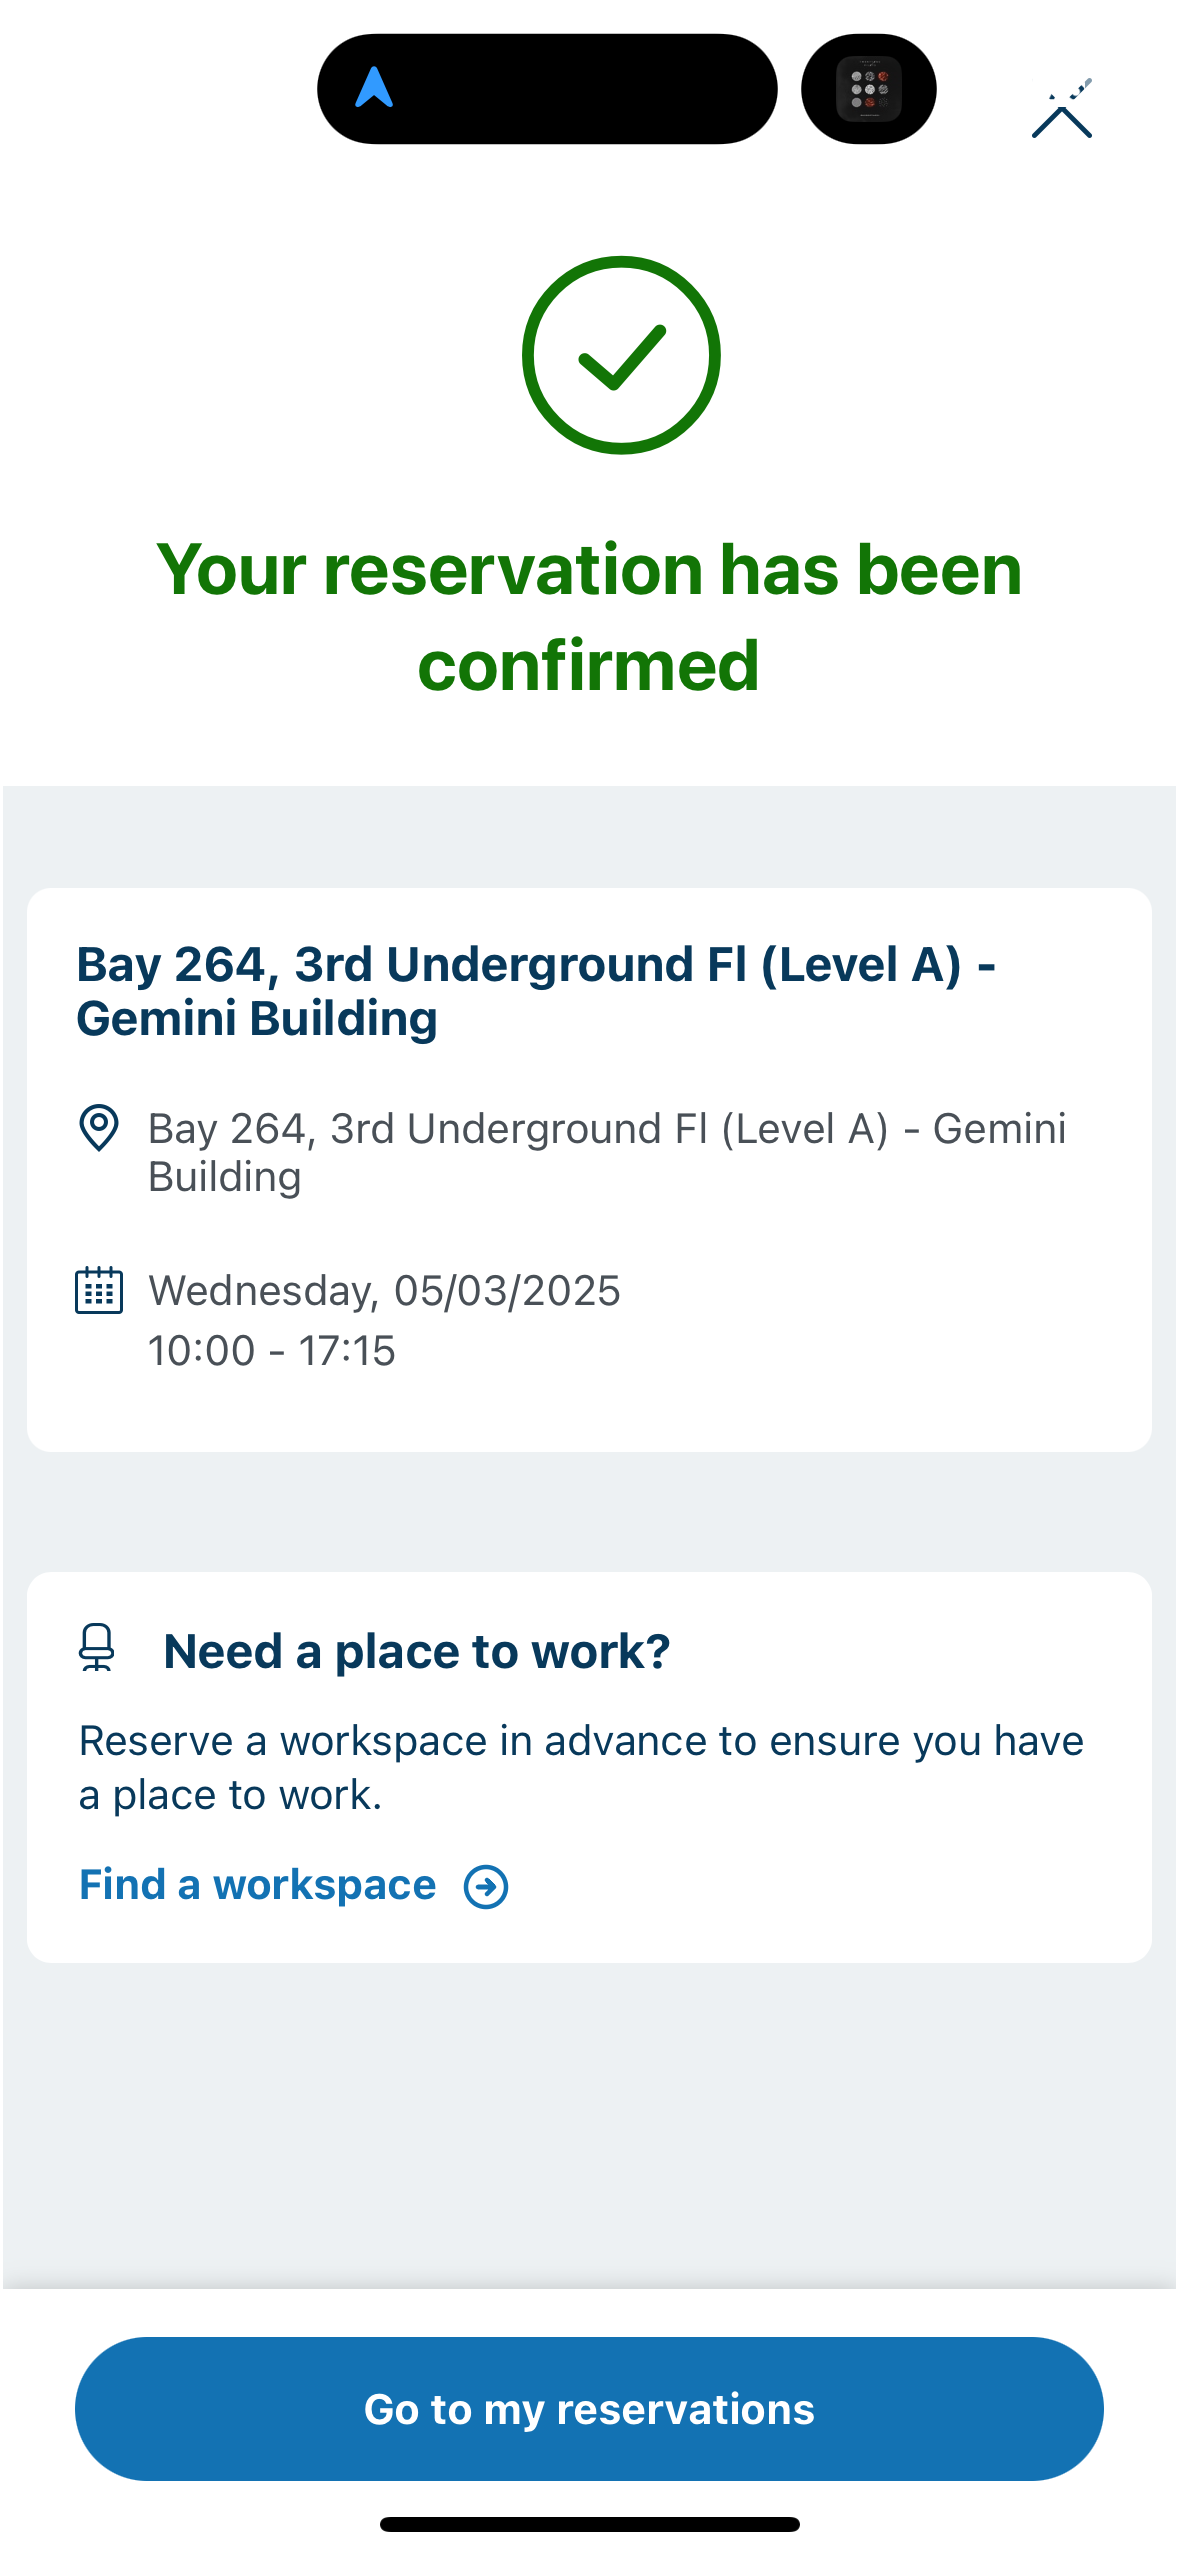 Your reservation has been
confirmed
Bay 264, 3rd Underground Fl (Level A) -
Gemini Building
Bay 264, 3rd Underground Fl (Level A) - Gemini
Building
Wednesday, 05/03/2025
10:00 - 17:15
Need a place to work?
Reserve a workspace in advance to ensure you have
a place to work.
Find a workspace
Go to my reservations